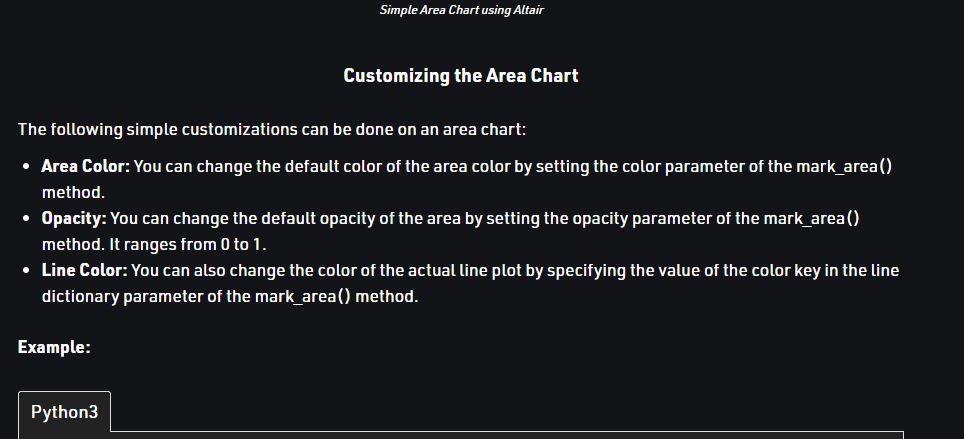 Simple Area Chart using Altair
Customizing the Area Chart
The following simple customizations can be done on an area chart:
• Area Color: You can change the default color of the area color by setting the color parameter of the mark_area()
method.
• Opacity: You can change the default opacity of the area by setting the opacity parameter of the mark_area()
method. It ranges from 0 to 1.
• Line Color: You can also change the color of the actual line plot by specifying the value of the color key in the line
dictionary parameter of the mark_area() method.
Example:
Python3